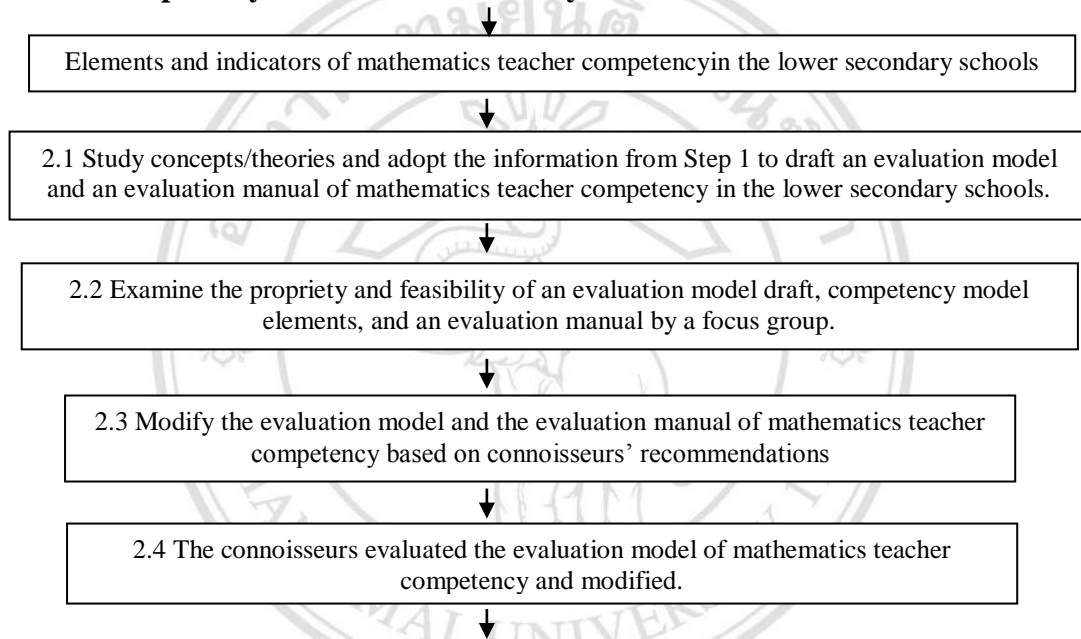 Elements and indicators of mathematics teacher competencyin the lower secondary schools
2.1 Study concepts/theories and adopt the information from Step 1 to draft an evaluation model
and an evaluation manual of mathematics teacher competency in the lower secondary schools.
2.2 Examine the propriety and feasibility of an evaluation model draft, competency model
elements, and an evaluation manual by a focus group.
2.3 Modify the evaluation model and the evaluation manual of mathematics teacher
competency based on connoisseurs’ recommendations
2.4 The connoisseurs evaluated the evaluation model of mathematics teacher
competency and modified.